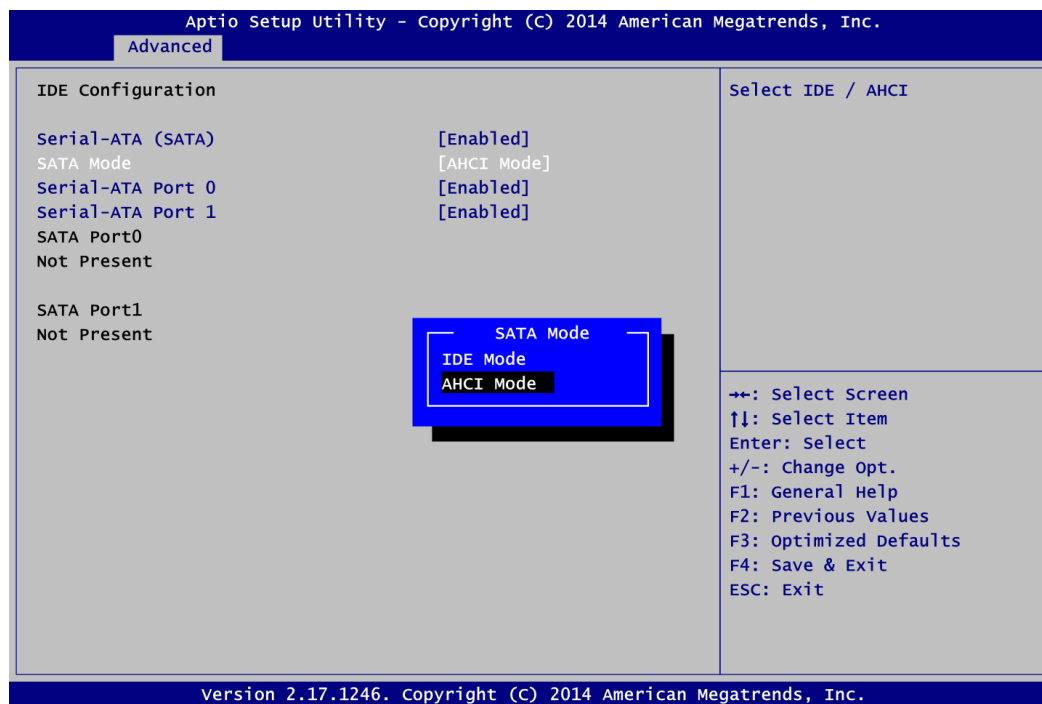 Aptio Setup Utility - Copyright (C) 2014 American Megatrends, Inc.
Advanced
IDE Configuration
Serial-ATA (SATA) [Enabled]
SATA Mode [AHCI Mode]
Serial-ATA Port 0 [Enabled]
Serial-ATA Port 1 [Enabled]
SATA Port0
Not Present
SATA Port1
Not Present
SATA Mode
IDE Mode
AHCI Mode
Select IDE / AHCI
→←: Select Screen
↑↓: Select Item
Enter: Select
+/-: Change Opt.
F1: General Help
F2: Previous Values
F3: Optimized Defaults
F4: Save & Exit
ESC: Exit
Version 2.17.1246. Copyright (C) 2014 American Megatrends, Inc.